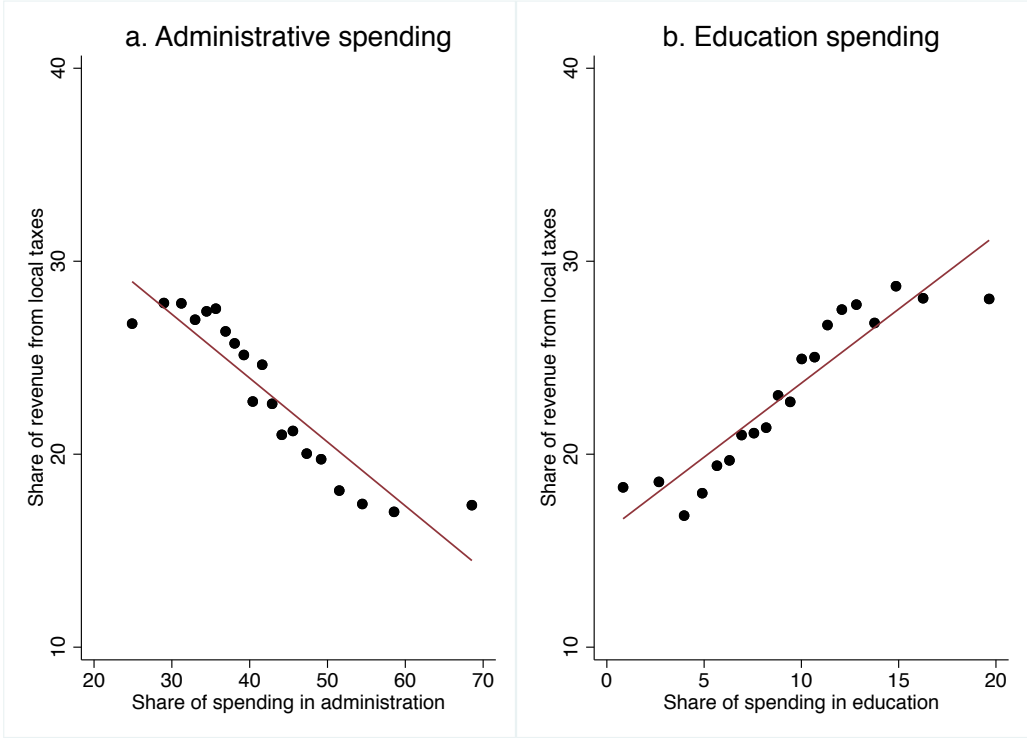 a. Administrative spending
Share of revenue from local taxes
40
30
20
10
20 30 40 50 60 70
Share of spending in administration
b. Education spending
Share of revenue from local taxes
40
30
20
10
0 5 10 15 20
Share of spending in education